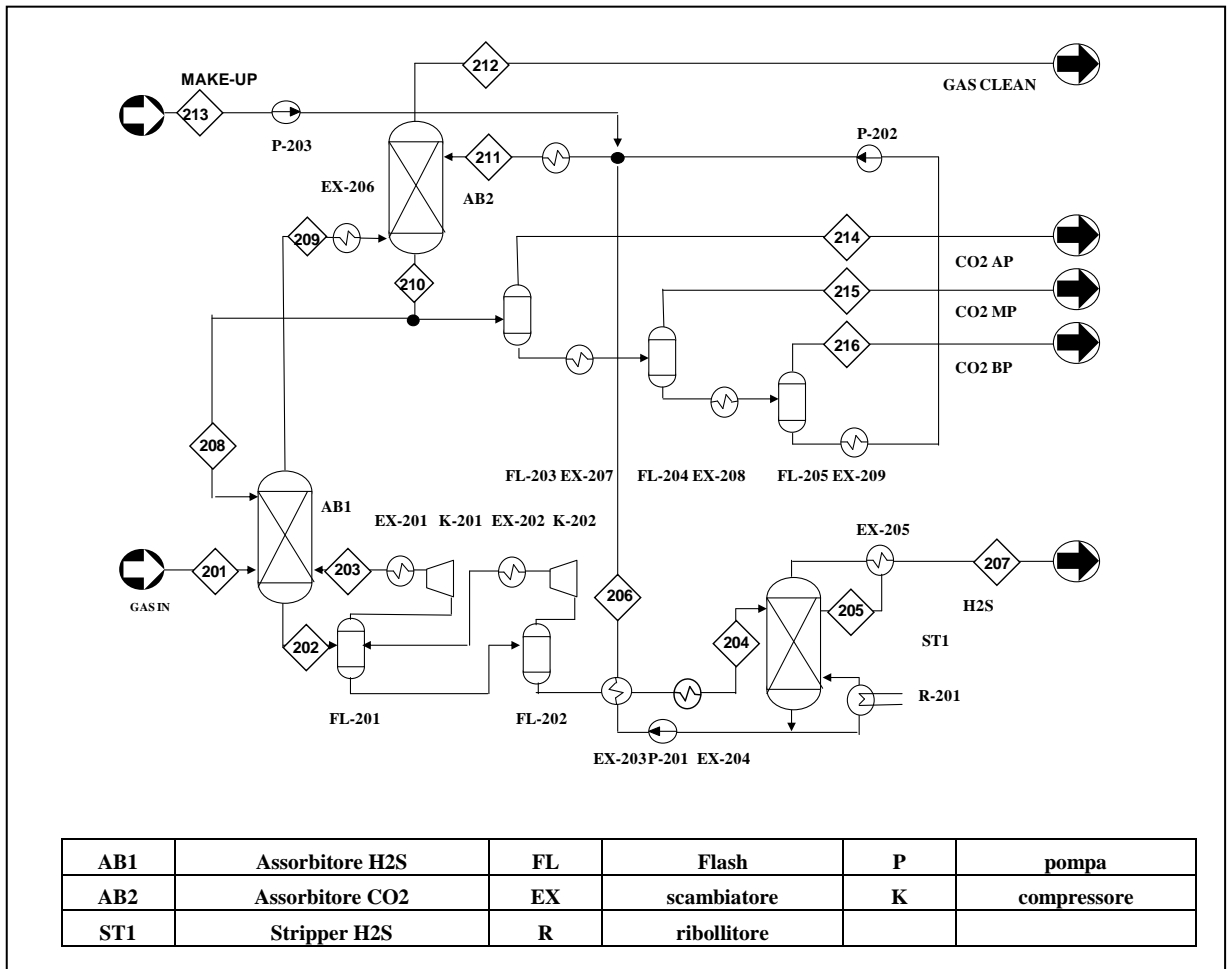 212
MAKE-UP
GAS CLEAN
213
P-203
P-202
211
EX-206
AB2
209
214
CO2 AP
210
215
CO2 MP
216
CO2 BP
208
FL-203 EX-207 FL-204 EX-208 FL-205 EX-209
AB1
EX-201 K-201 EX-202 K-202
EX-205
201
203
206
207
GAS IN
H2S
205
204
ST1
202
R-201
FL-201
FL-202
EX-203P-201 EX-204
AB1 Assorbitore H2S FL Flash P pompa
AB2 Assorbitore CO2 EX scambiatore K compressore
ST1 Stripper H2S R ribollitore